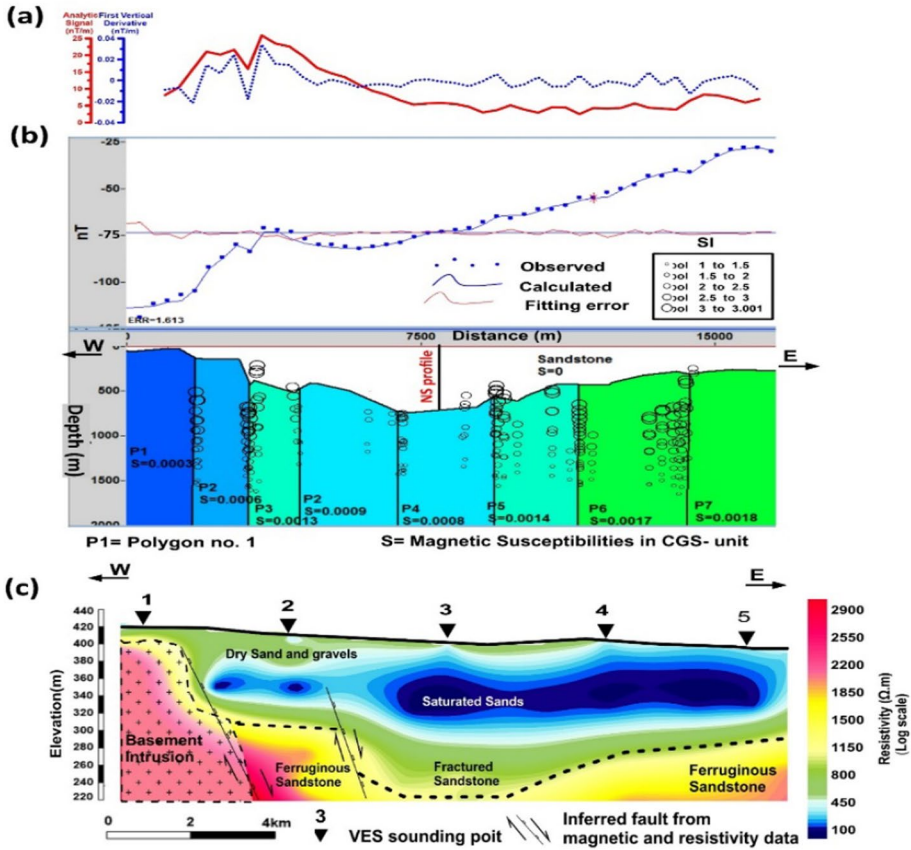 (a)
Analytic Signal (nT/m)
First Vertical Derivative (nT/m)
25
20
15
10
5
0.04
0.02
0
-0.02
-0.04
(b)
-25
-50
-75
-100
nT
ERR=1.613
Observed
Calculated
Fitting error
SI
ool 1 to 1.5
ool 1.5 to 2
ool 2 to 2.5
ool 2.5 to 3
ool 3 to 3.001
0
7500
Distance (m)
15000
W
E
NS profile
Sandstone
S=0
Depth (m)
0
500
1000
1500
2000
P1
S=0.0003
P2
S=0.0006
P3
S=0.0013
P2
S=0.0009
P4
S=0.0008
P5
S=0.0014
P6
S=0.0017
P7
S=0.0018
P1= Polygon no. 1
S= Magnetic Susceptibilities in CGS- unit
(c)
W
E
1
2
3
4
5
Elevation(m)
440
420
400
380
360
340
320
300
280
260
240
220
Dry Sand and gravels
Saturated Sands
Basement
Intrusion
Ferruginous
Sandstone
Fractured
Sandstone
Ferruginous
Sandstone
2900
2550
2200
1850
1500
1150
800
450
100
Resistivity (Ω.m)
(Log scale)
0
2
4km
3
VES sounding poit
Inferred fault from
magnetic and resistivity data